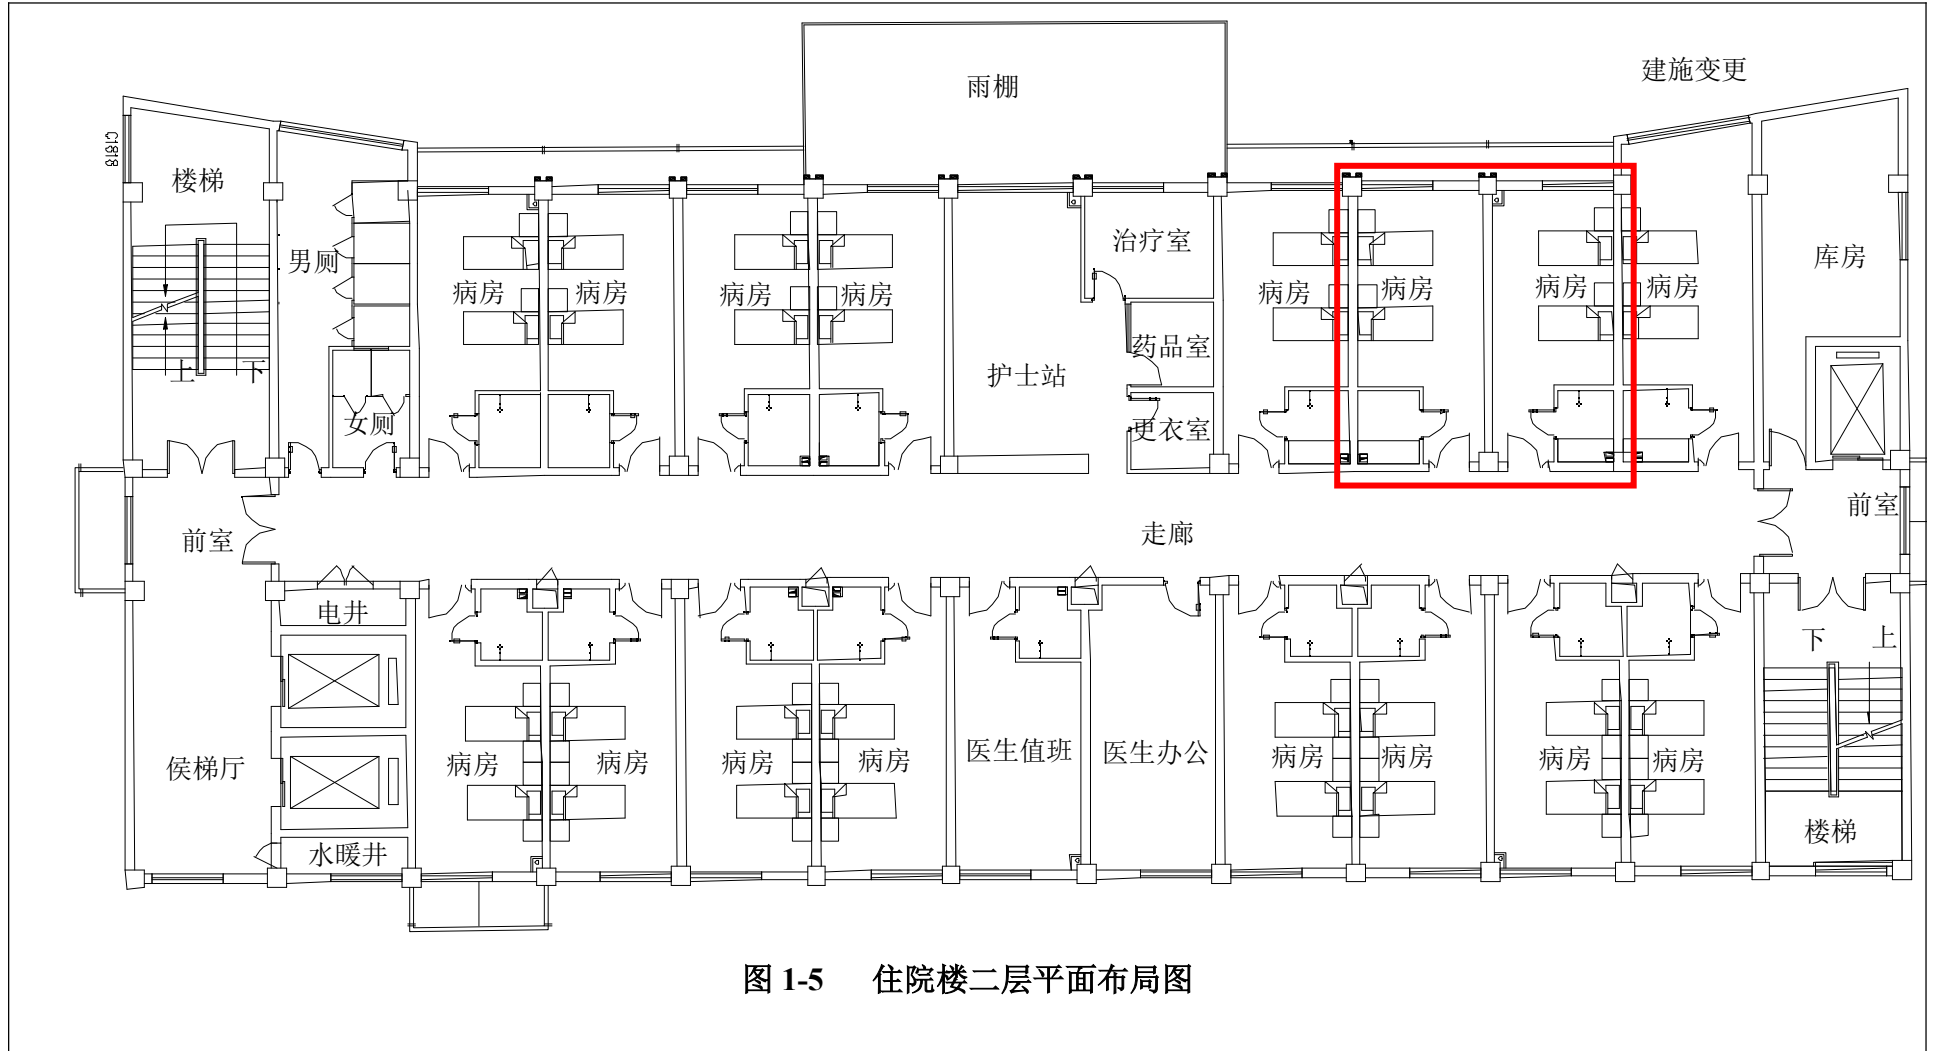 雨棚
建施变更
C1818
楼梯
男厕
病房 病房
病房 病房
治疗室
病房 病房
病房 病房
库房
上 下
女厕
护士站
药品室
更衣室
前室
走廊
前室
电井
下 上
侯梯厅
病房 病房
病房 病房
医生值班
医生办公
病房 病房
病房 病房
水暖井
楼梯
图 1-5 住院楼二层平面布局图